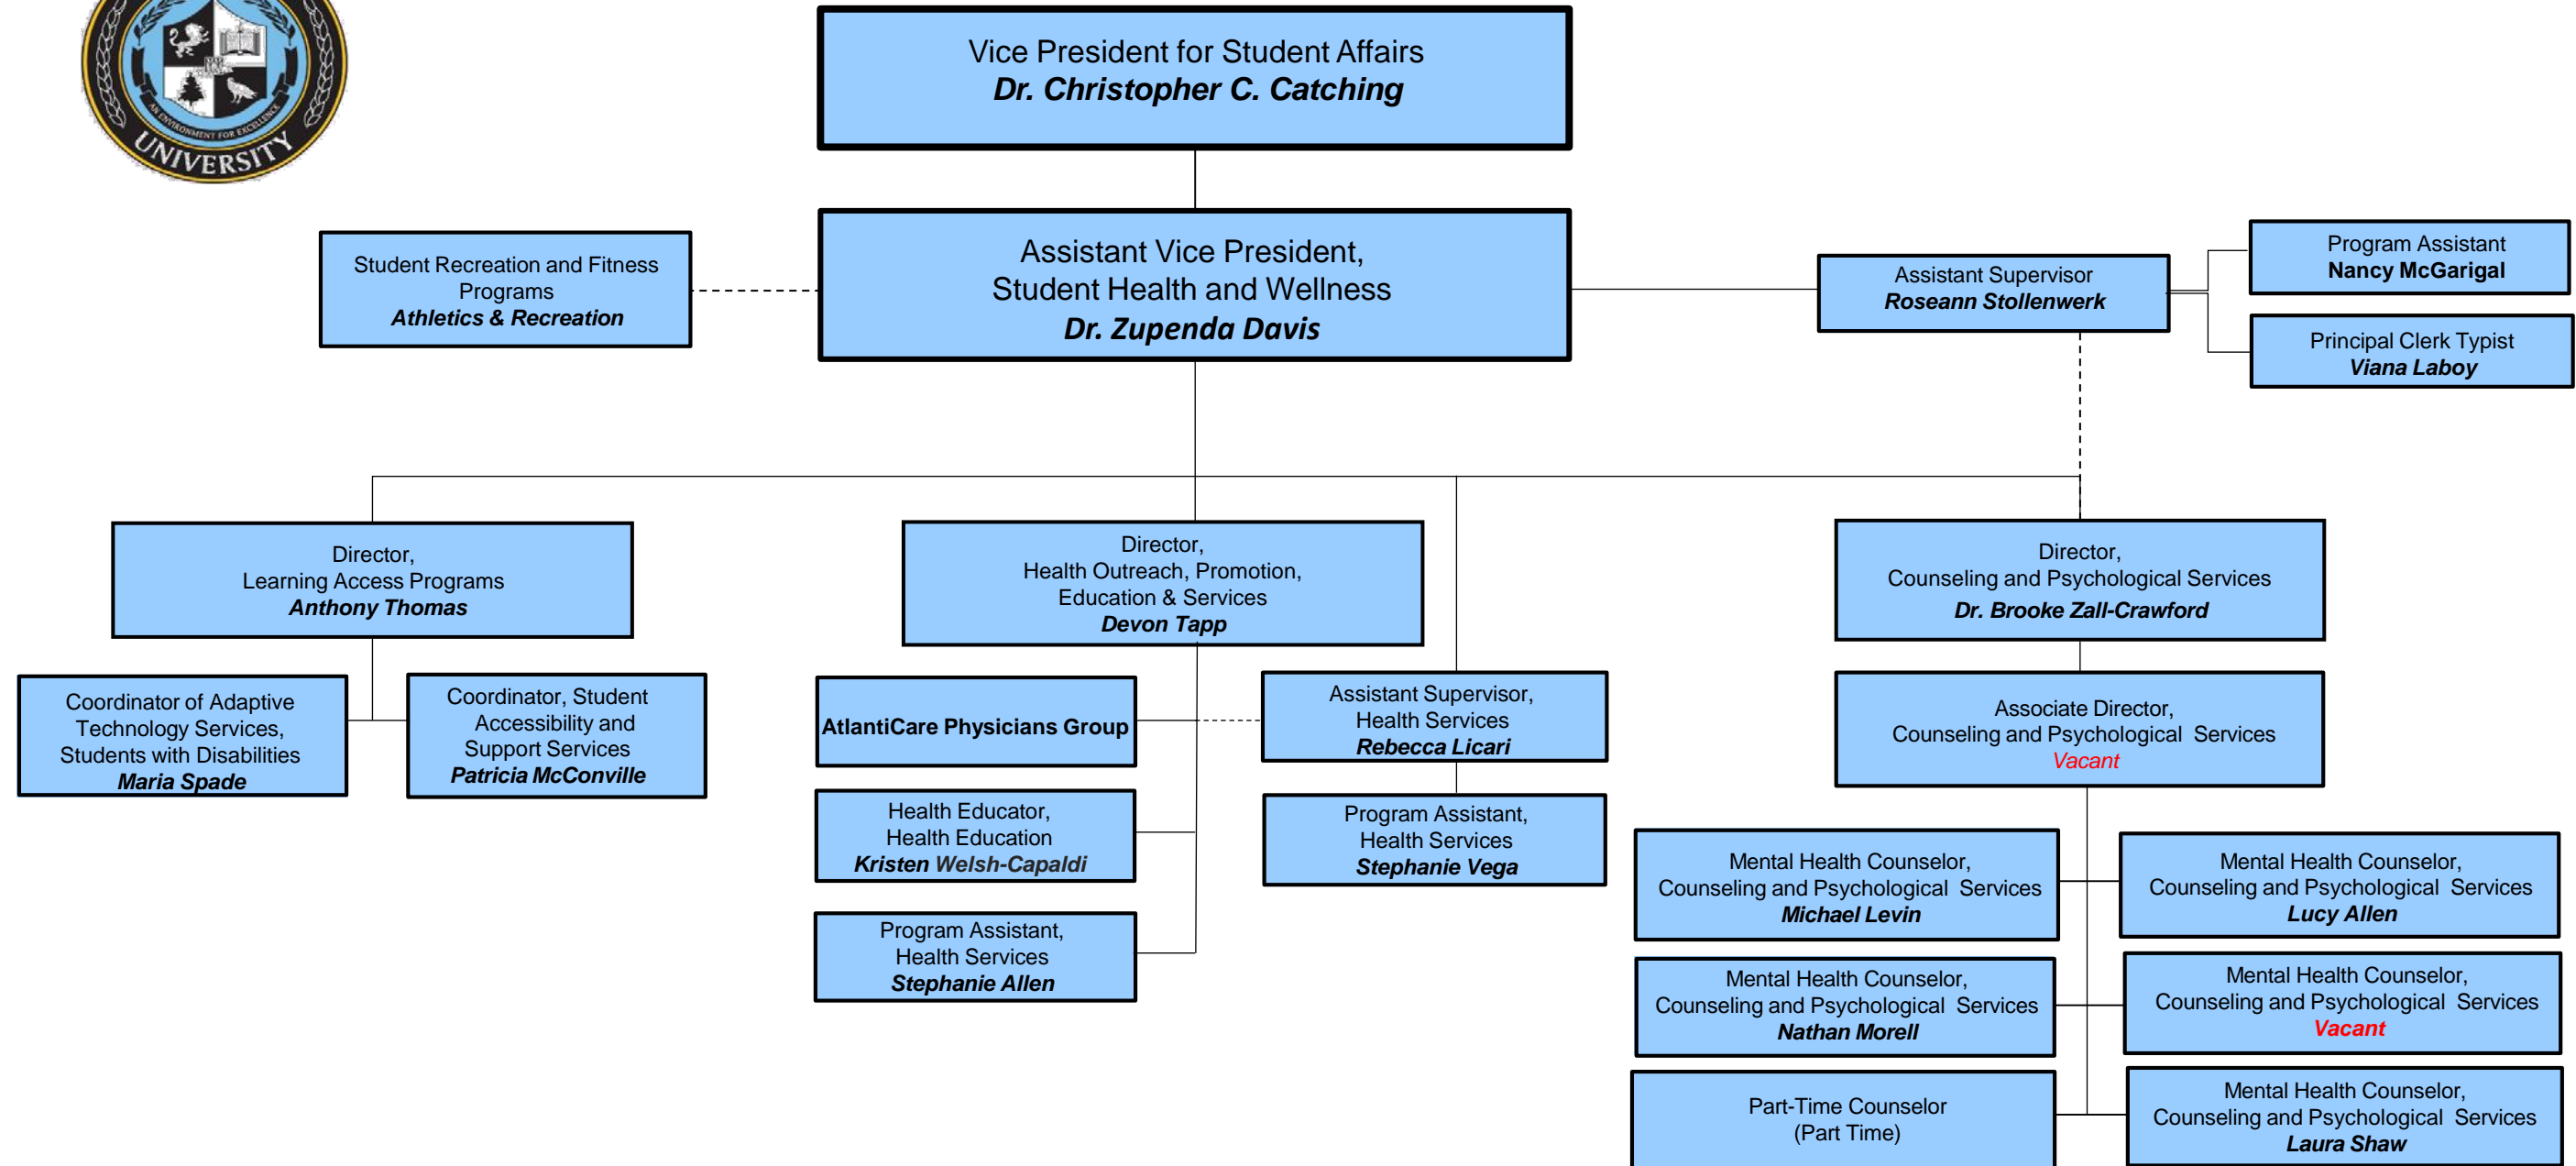 AN ENVIRONMENT FOR EXCELLENCE
UNIVERSITY
Vice President for Student Affairs
Dr. Christopher C. Catching
Student Recreation and Fitness
Programs
Athletics & Recreation
Assistant Vice President,
Student Health and Wellness
Dr. Zupenda Davis
Assistant Supervisor
Roseann Stollenwerk
Program Assistant
Nancy McGarigal
Principal Clerk Typist
Viana Laboy
Director,
Learning Access Programs
Anthony Thomas
Director,
Health Outreach, Promotion,
Education & Services
Devon Tapp
Director,
Counseling and Psychological Services
Dr. Brooke Zall-Crawford
Coordinator of Adaptive
Technology Services,
Students with Disabilities
Maria Spade
Coordinator, Student
Accessibility and
Support Services
Patricia McConville
AtlantiCare Physicians Group
Assistant Supervisor,
Health Services
Rebecca Licari
Associate Director,
Counseling and Psychological Services
Vacant
Health Educator,
Health Education
Kristen Welsh-Capaldi
Program Assistant,
Health Services
Stephanie Vega
Program Assistant,
Health Services
Stephanie Allen
Mental Health Counselor,
Counseling and Psychological Services
Michael Levin
Mental Health Counselor,
Counseling and Psychological Services
Lucy Allen
Mental Health Counselor,
Counseling and Psychological Services
Nathan Morell
Mental Health Counselor,
Counseling and Psychological Services
Vacant
Part-Time Counselor
(Part Time)
Mental Health Counselor,
Counseling and Psychological Services
Laura Shaw